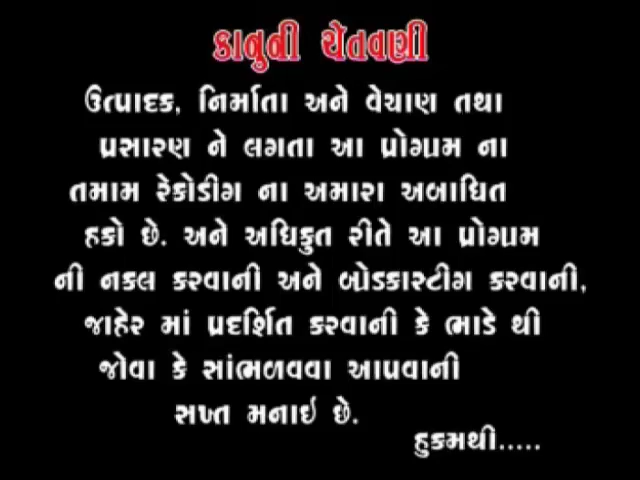 કાનુની ચેતવણી
ઉત્પાદક, નિર્માતા અને વેચાણ તથા
પ્રસારણ ને લગતા આ પ્રોગ્રામ ના
તમામ રેકોડીગ ના અમારા અબાધિત
હકો છે. અને અધિકુત રીતે આ પ્રોગ્રામ
ની નકલ કરવાની અને બ્રોડકાસ્ટીગ કરવાની,
જાહેર માં પ્રદર્શિત કરવાની કે ભાડે થી
જોવા કે સાંભળવવા આપવાની
સખ્ત મનાઇ છે.
હુકમથી.....